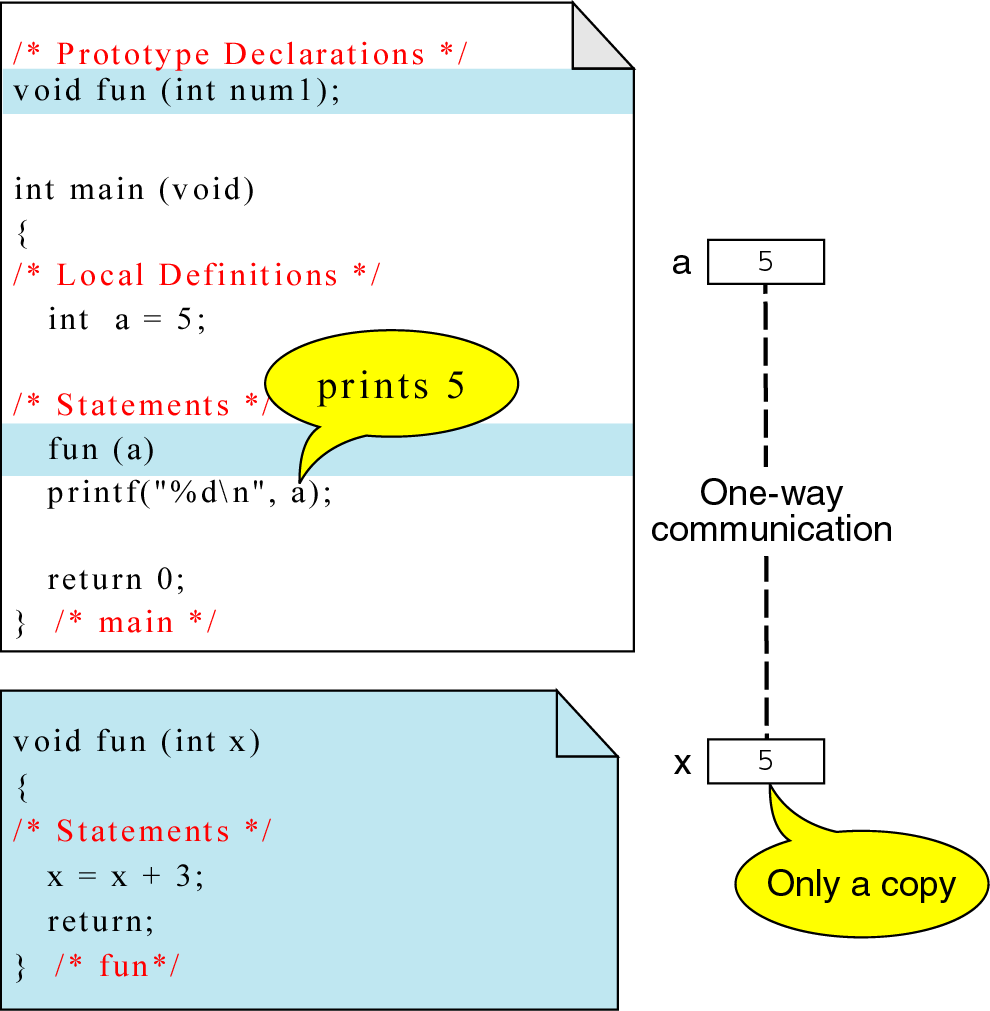 /* Prototype Declarations */
void fun (int num1);
int main (void)
{
/* Local Definitions */
int a = 5;
prints 5
/* Statements */
fun (a)
printf("%d\n", a);
return 0;
} /* main */
a 5
One-way
communication
x 5
Only a copy
void fun (int x)
{
/* Statements */
x = x + 3;
return;
} /* fun*/